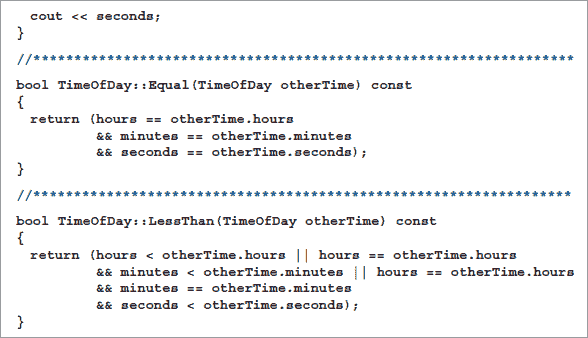 cout << seconds;
}
//******************************************************************
bool TimeOfDay::Equal(TimeOfDay otherTime) const
{
return (hours == otherTime.hours
&& minutes == otherTime.minutes
&& seconds == otherTime.seconds);
}
//******************************************************************
bool TimeOfDay::LessThan(TimeOfDay otherTime) const
{
return (hours < otherTime.hours || hours == otherTime.hours
&& minutes < otherTime.minutes || hours == otherTime.hours
&& minutes == otherTime.minutes
&& seconds < otherTime.seconds);
}